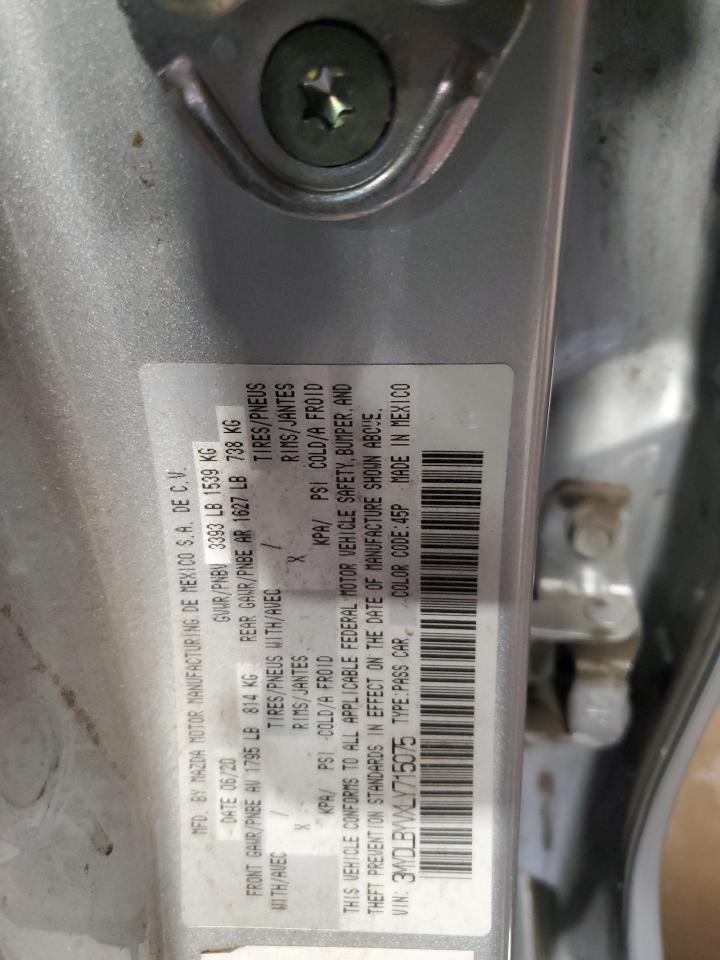 MFD. BY MAZDA MOTOR MANUFACTURING DE MEXICO S.A. DE C.V.
DATE 06/20 GVWR/PNBV 3393 LB 1539 KG
FRONT GAWR/PNBE AV 1795 LB 814 KG REAR GAWR/PNBE AR 1627 LB 738 KG
WITH/AVEC / TIRES/PNEUS WITH/AVEC / TIRES/PNEUS
X RIMS/JANTES X RIMS/JANTES
KPA/ PSI COLD/A FROID KPA/ PSI COLD/A FROID
THIS VEHICLE CONFORMS TO ALL APPLICABLE FEDERAL MOTOR VEHICLE SAFETY, BUMPER, AND
THEFT PREVENTION STANDARDS IN EFFECT ON THE DATE OF MANUFACTURE SHOWN ABOVE.
VIN: 3MYDLBYVXLY715075 TYPE:PASS CAR COLOR CODE:45P MADE IN MEXICO